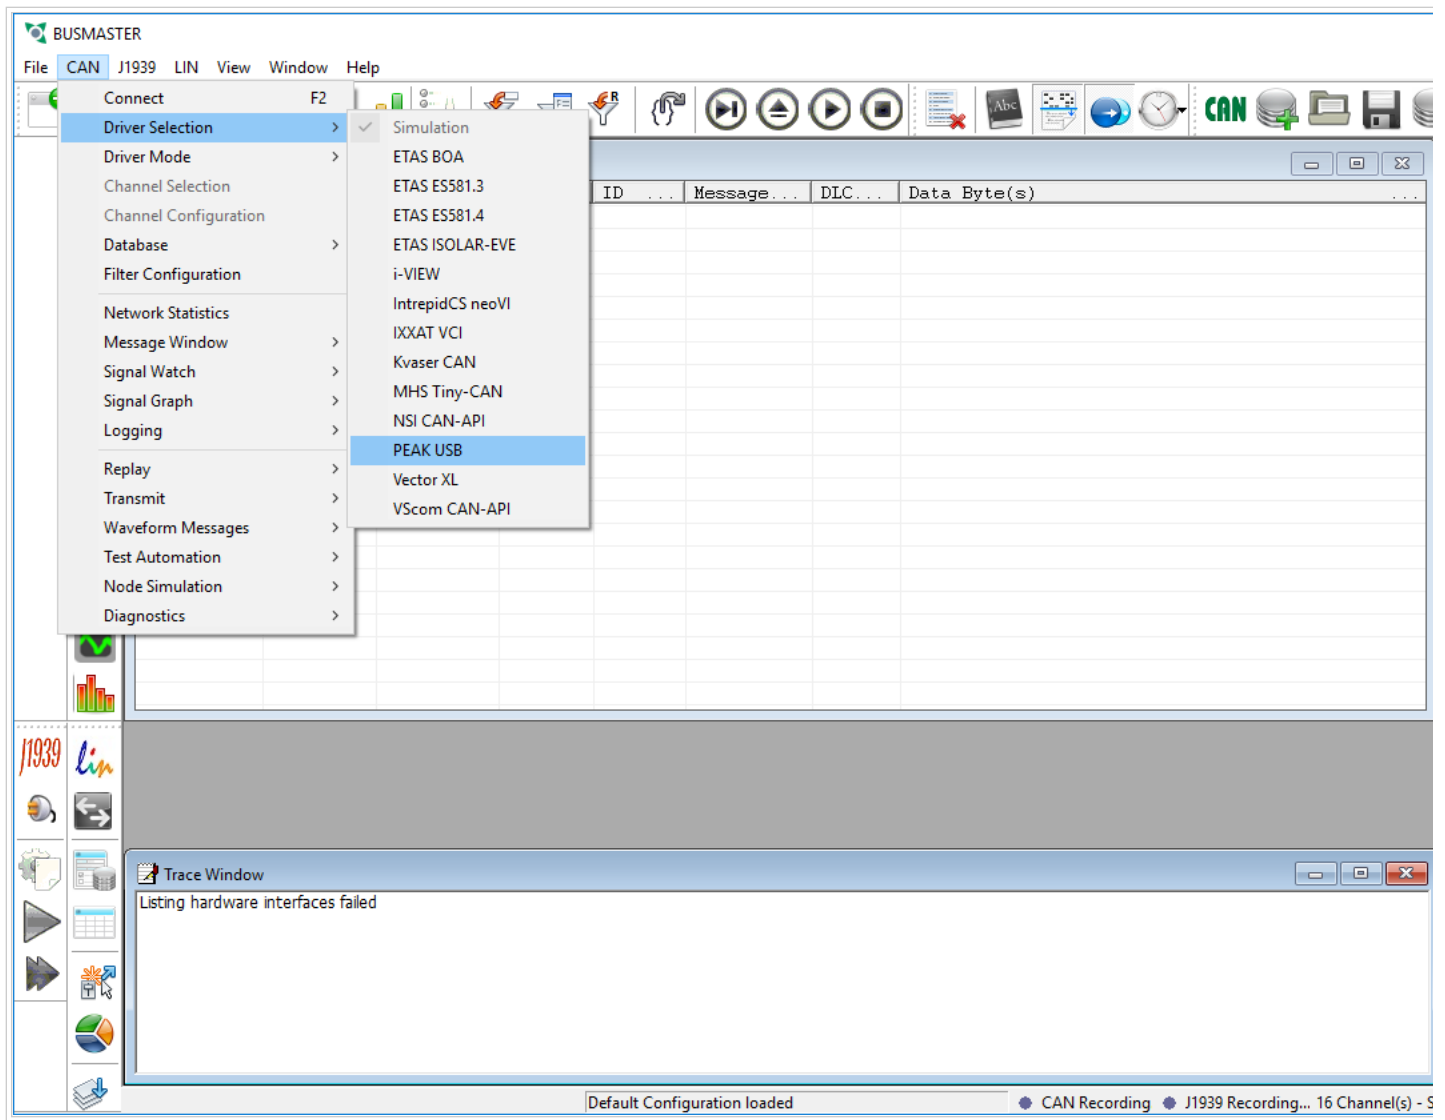 BUSMASTER
File CAN J1939 LIN View Window Help
Connect F2
Driver Selection
Driver Mode
Channel Selection
Channel Configuration
Database
Filter Configuration
Network Statistics
Message Window
Signal Watch
Signal Graph
Logging
Replay
Transmit
Waveform Messages
Test Automation
Node Simulation
Diagnostics
Simulation
ETAS BOA
ETAS ES581.3
ETAS ES581.4
ETAS ISOLAR-EVE
i-VIEW
IntrepidCS neoVI
IXXAT VCI
Kvaser CAN
MHS Tiny-CAN
NSI CAN-API
PEAK USB
Vector XL
VScom CAN-API
R
Abc
CAN
ID ... Message... DLC... Data Byte(s) ...
J1939 lin
Trace Window
Listing hardware interfaces failed
Default Configuration loaded
CAN Recording J1939 Recording... 16 Channel(s) - S